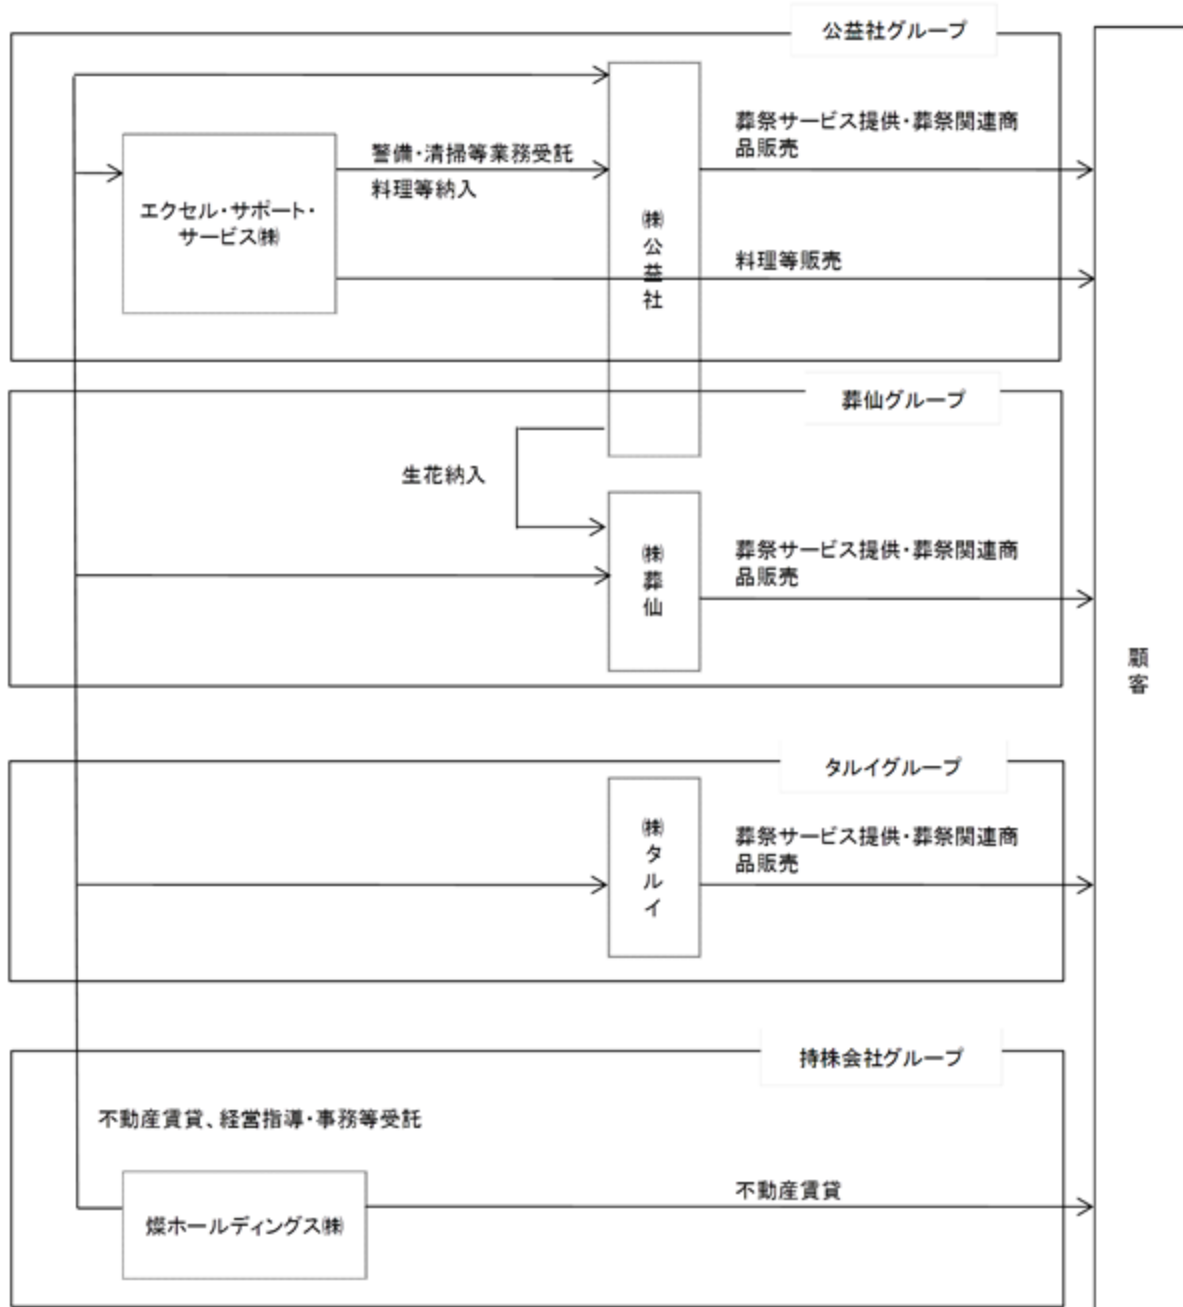 公益社グループ
葬祭サービス提供・葬祭関連商
品販売
警備・清掃等業務受託
料理等納入
エクセル・サポート・
サービス㈱
㈱公益社
料理等販売
葬仙グループ
生花納入
㈱葬仙
葬祭サービス提供・葬祭関連商
品販売
顧客
タルイグループ
㈱タルイ
葬祭サービス提供・葬祭関連商
品販売
持株会社グループ
不動産賃貸、経営指導・事務等受託
不動産賃貸
燦ホールディングス㈱